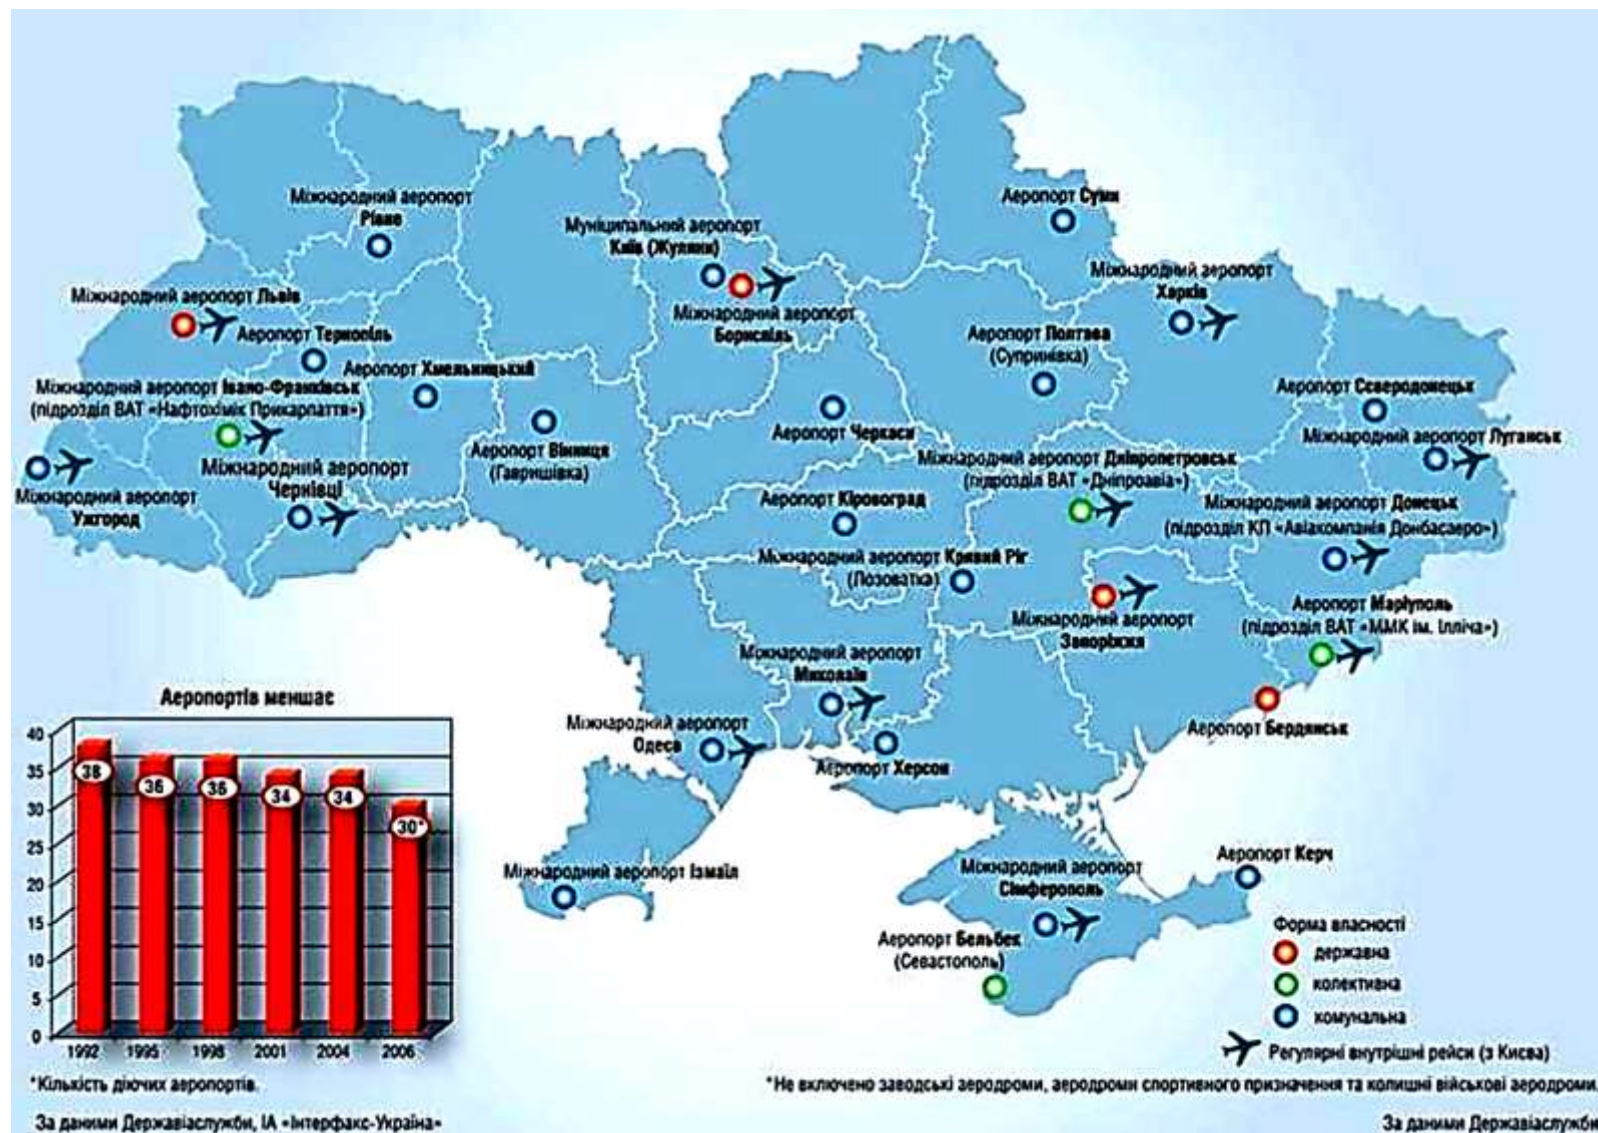 Міжнародний аеропорт
Рівне
Аеропорт Суми
Муніципальний аеропорт
Київ (Жуляни)
Міжнародний аеропорт
Бориспіль
Міжнародний аеропорт
Харків
Міжнародний аеропорт Львів
Аеропорт Тернопіль
Аеропорт Хмельницький
Аеропорт Полтава
(Супринівка)
Міжнародний аеропорт Івано-Франківськ
(підрозділ ВАТ «Нафтохімік Прикарпаття»)
Аеропорт Сєверодонецьк
Міжнародний аеропорт Луганськ
Аеропорт Черкаси
Аеропорт Вінниця
(Гавришівка)
Міжнародний аеропорт
Чернівці
Міжнародний аеропорт
Ужгород
Міжнародний аеропорт Дніпропетровськ
(підрозділ ВАТ «Дніпроавіа»)
Аеропорт Кіровоград
Міжнародний аеропорт Донецьк
(підрозділ КП «Авіакомпанія Донбасаеро»)
Міжнародний аеропорт Кривий Ріг
(Лозоватка)
Міжнародний аеропорт
Запоріжжя
Аеропорт Маріуполь
(підрозділ ВАТ «ММК ім. Ілліча»)
Міжнародний аеропорт
Миколаїв
Аеропорт Бердянськ
Міжнародний аеропорт
Одеса
Аеропорт Херсон
Міжнародний аеропорт Ізмаїл
Міжнародний аеропорт
Сімферополь
Аеропорт Керч
Аеропорт Бельбек
(Севастополь)
Аеропортів меншає
40
35
30
25
20
15
10
5
0
38
36
36
34
34
30*
1992 1995 1998 2001 2004 2006
*Кількість діючих аеропортів.
За даними Державіаслужби, ІА «Інтерфакс-Україна»
Форма власності
державна
колективна
комунальна
Регулярні внутрішні рейси (з Києва)
*Не включено заводські аеродроми, аеродроми спортивного призначення та колишні військові аеродроми.
За даними Державіаслужби